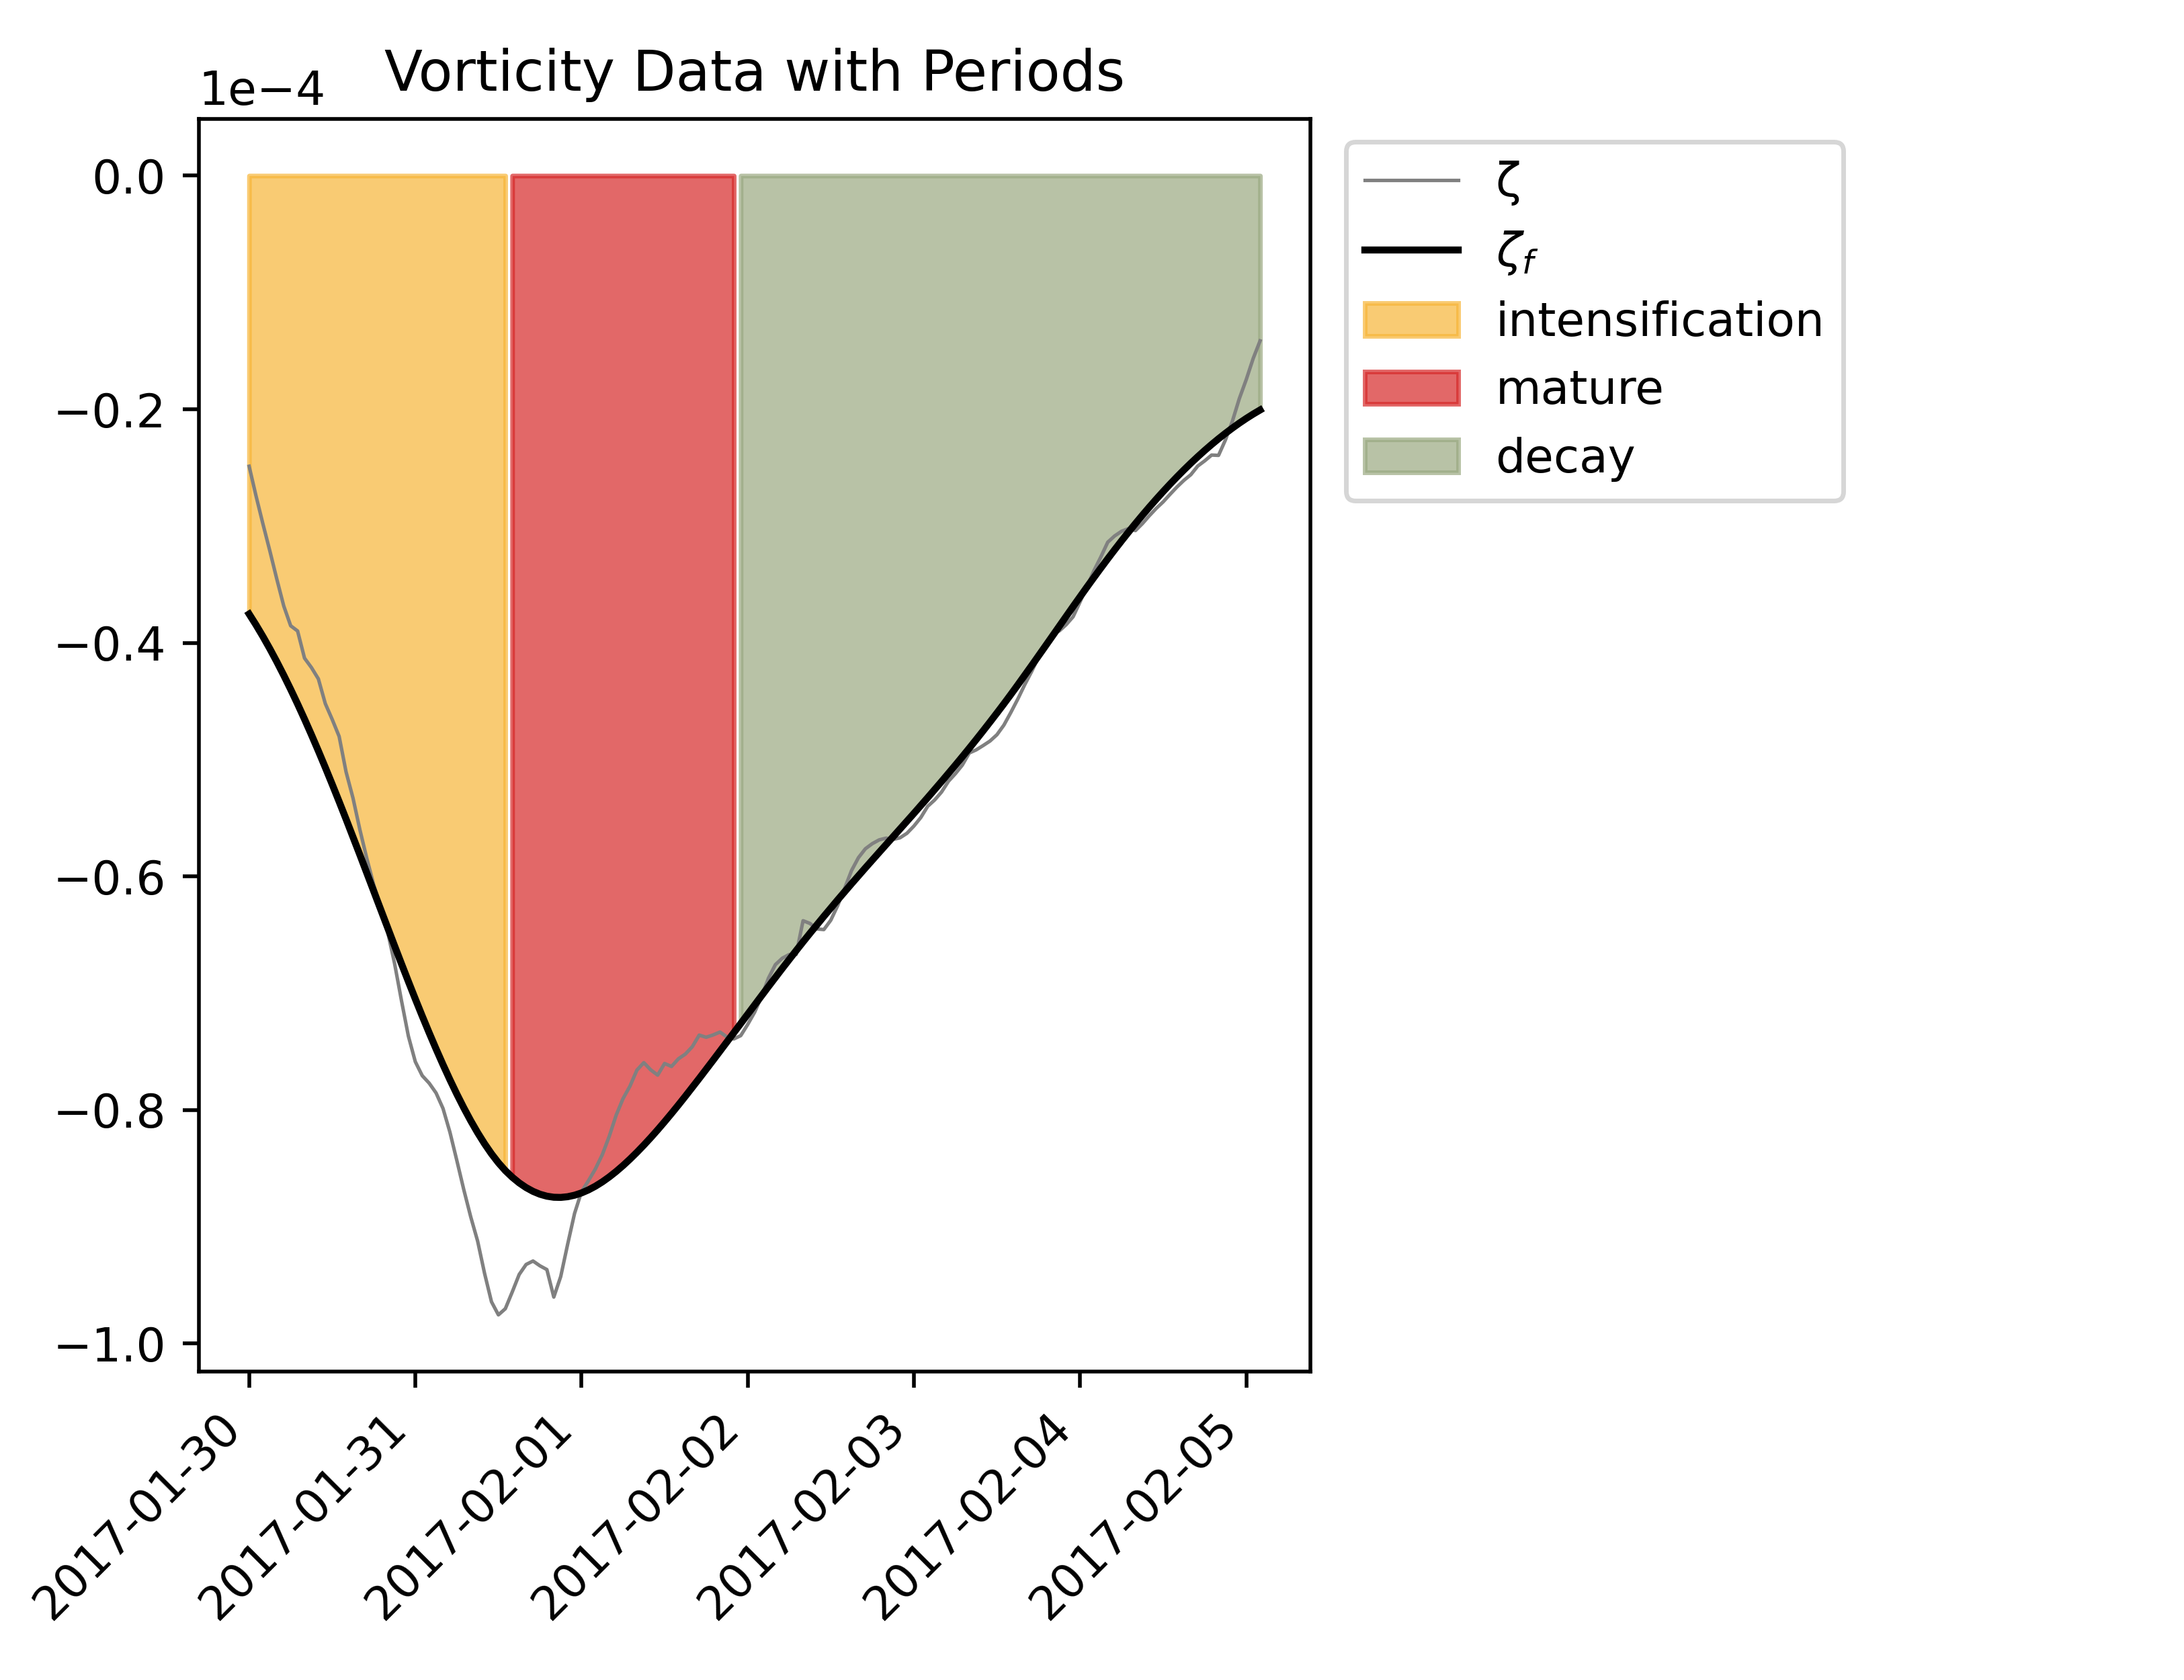 Vorticity Data with Periods
1e−4
0.0
−0.2
−0.4
−0.6
−0.8
−1.0
2017-01-30
2017-01-31
2017-02-01
2017-02-02
2017-02-03
2017-02-04
2017-02-05
ζ
ζf
intensification
mature
decay